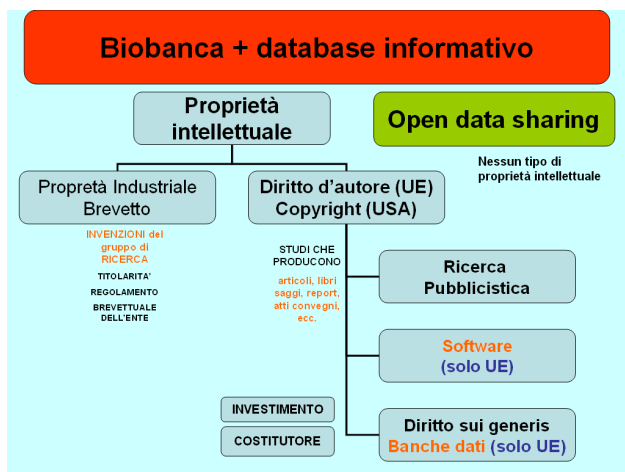 Biobanca + database informativo
Proprietà
intellettuale
Open data sharing
Nessun tipo di
proprietà intellettuale
Propretà Industriale
Brevetto
Diritto d'autore (UE)
Copyright (USA)
INVENZIONI del
gruppo di
RICERCA
TITOLARITA'
REGOLAMENTO
BREVETTUALE
DELL'ENTE
STUDI CHE
PRODUCONO
articoli, libri
saggi, report,
atti convegni,
ecc.
Ricerca
Pubblicistica
Software
(solo UE)
INVESTIMENTO
COSTITUTORE
Diritto sui generis
Banche dati (solo UE)